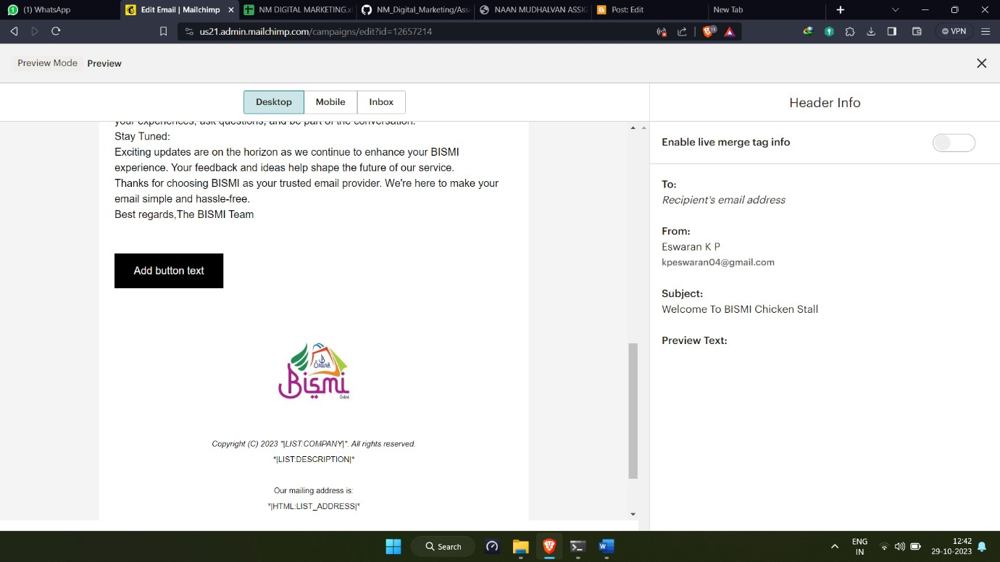 (1) WhatsApp
Edit Email | Mailchimp
NM DIGITAL MARKETING.x
NM_Digital_Marketing/Ass
NAAN MUDHALVAN ASSIG
Post: Edit
New Tab
us21.admin.mailchimp.com/campaigns/edit?id=12657214
11
VPN
Preview Mode Preview
Desktop
Mobile
Inbox
Header Info
your experiences, ask questions, and be part of the conversation.
Stay Tuned:
Exciting updates are on the horizon as we continue to enhance your BISMI
experience. Your feedback and ideas help shape the future of our service.
Thanks for choosing BISMI as your trusted email provider. We're here to make your
email simple and hassle-free.
Best regards,The BISMI Team
Add button text
B
Online
Bismi
Online
Copyright (C) 2023 *|LIST:COMPANY|*. All rights reserved.
*|LIST:DESCRIPTION|*
Our mailing address is:
*|HTML:LIST_ADDRESS|*
Enable live merge tag info
To:
Recipient's email address
From:
Eswaran K P
kpeswaran04@gmail.com
Subject:
Welcome To BISMI Chicken Stall
Preview Text:
Search
ENG
IN
12:42
29-10-2023